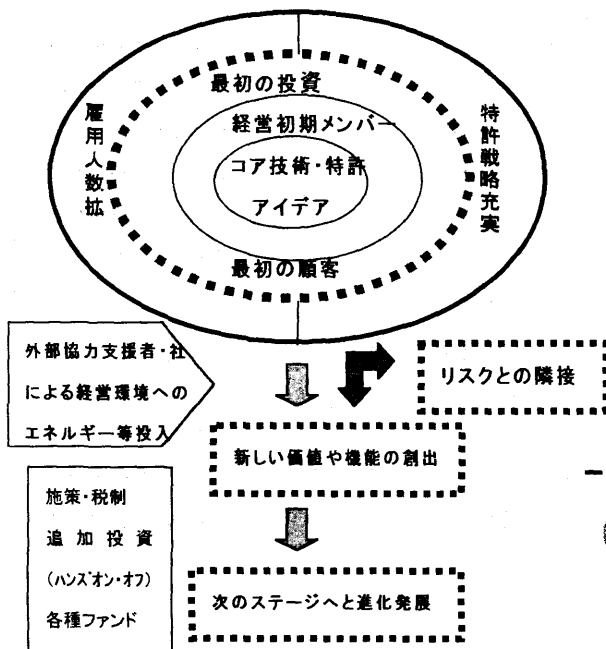 最初の投資
雇用人数拡
特許戦略充実
経営初期メンバー
コア技術・特許
アイデア
最初の顧客
外部協力支援者・社
による経営環境への
エネルギー等投入
リスクとの隣接
新しい価値や機能の創出
施策・税制
追加投資
(ハンズオン・オフ)
各種ファンド
次のステージへと進化発展